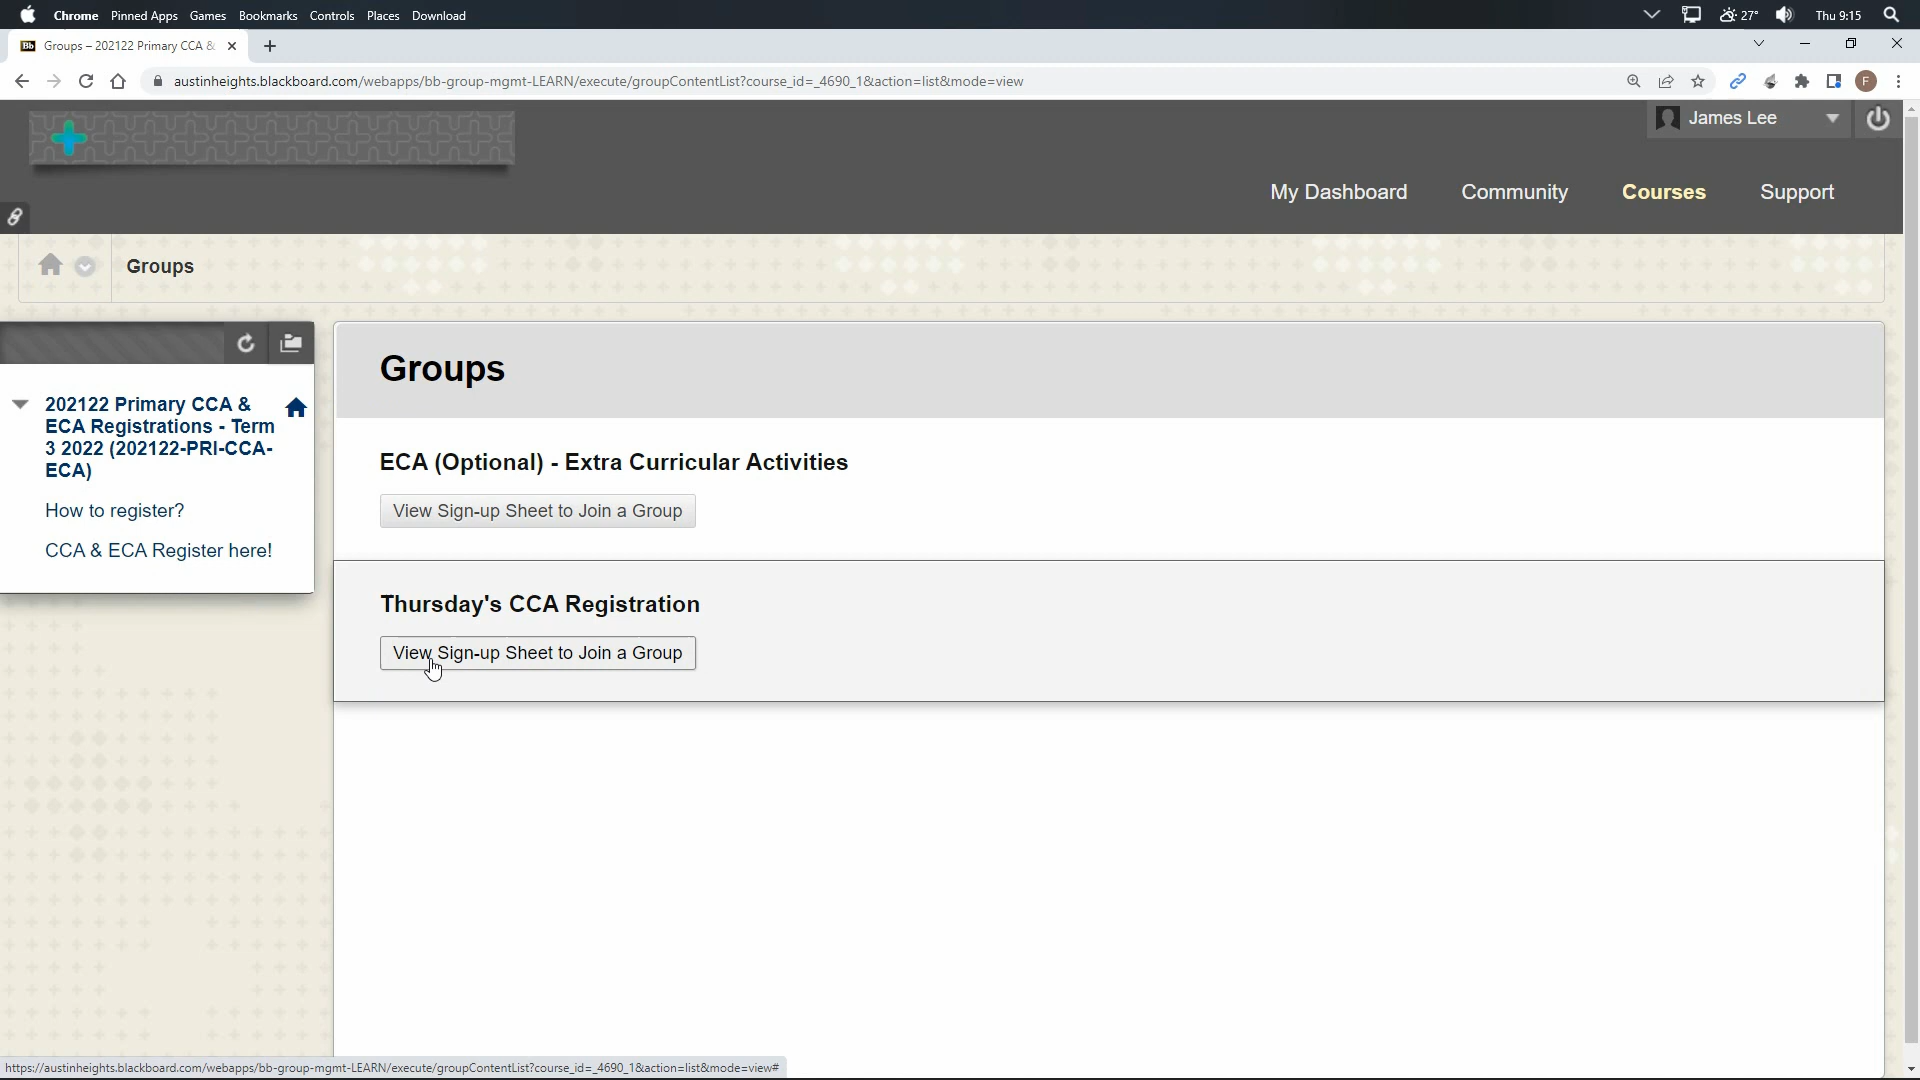 Chrome Pinned Apps Games Bookmarks Controls Places Download 27° Thu 9:15
Bb Groups – 202122 Primary CCA &
austinheights.blackboard.com/webapps/bb-group-mgmt-LEARN/execute/groupContentList?course_id=_4690_1&action=list&mode=view F
James Lee
My Dashboard Community Courses Support
Groups
202122 Primary CCA &
ECA Registrations - Term
3 2022 (202122-PRI-CCA-
ECA)
How to register?
CCA & ECA Register here!
Groups
ECA (Optional) - Extra Curricular Activities
View Sign-up Sheet to Join a Group
Thursday's CCA Registration
View Sign-up Sheet to Join a Group
https://austinheights.blackboard.com/webapps/bb-group-mgmt-LEARN/execute/groupContentList?course_id=_4690_1&action=list&mode=view#